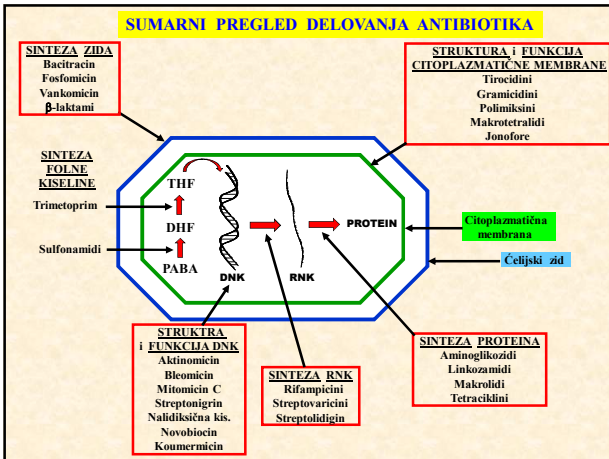 SUMARNI PREGLED DELOVANJA ANTIBIOTIKA
SINTEZA ZIDA
Bacitracin
Fosfomicin
Vankomicin
β-laktami
STRUKTURA i FUNKCIJA
CITOPLAZMATIČNE MEMBRANE
Tirocidini
Gramicidini
Polimiksini
Makrotetralidi
Jonofore
SINTEZA
FOLNE
KISELINE
Trimetoprim
Sulfonamidi
THF
DHF
PABA
DNK
RNK
PROTEIN
Citoplazmatična
membrana
Ćelijski zid
STRUKTRA
i FUNKCIJA DNK
Aktinomicin
Bleomicin
Mitomicin C
Streptonigrin
Nalidiksična kis.
Novobiocin
Koumermicin
SINTEZA RNK
Rifampicini
Streptovaricini
Streptolidigin
SINTEZA PROTEINA
Aminoglikozidi
Linkozamidi
Makrolidi
Tetraciklini